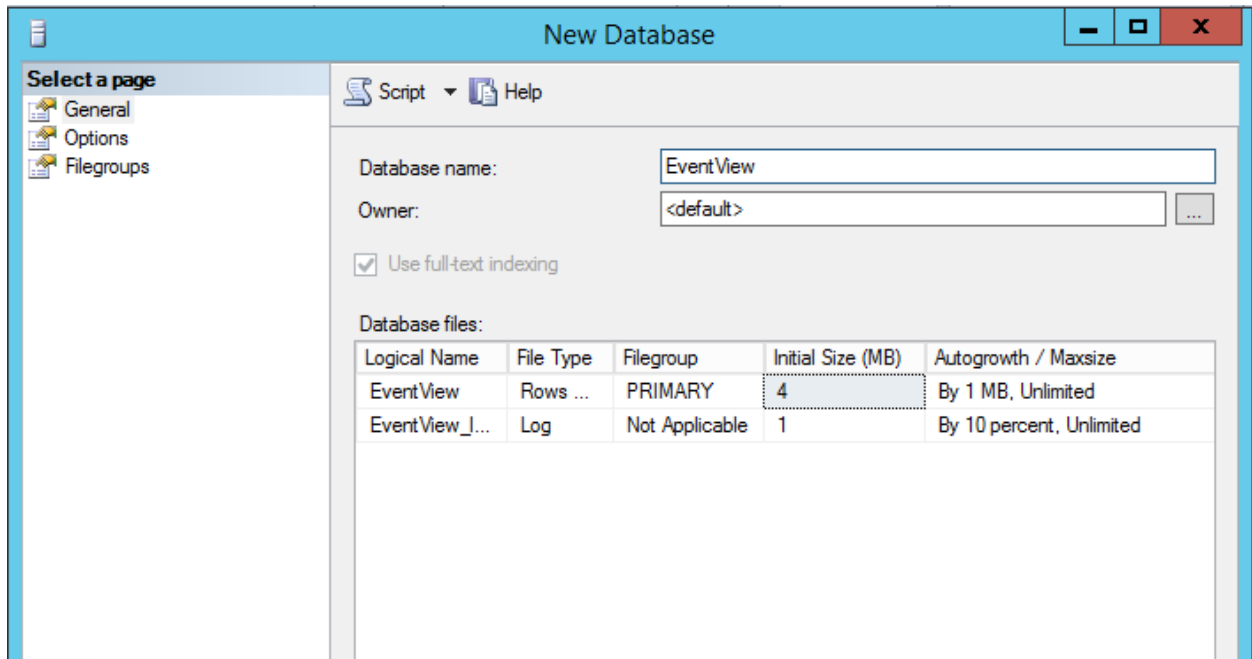 New Database
Select a page
General
Options
Filegroups
Script Help
Database name: EventView
Owner: <default> ...
Use full-text indexing
Database files:
Logical Name File Type Filegroup Initial Size (MB) Autogrowth / Maxsize
EventView Rows ... PRIMARY 4 By 1 MB, Unlimited
EventView_l... Log Not Applicable 1 By 10 percent, Unlimited